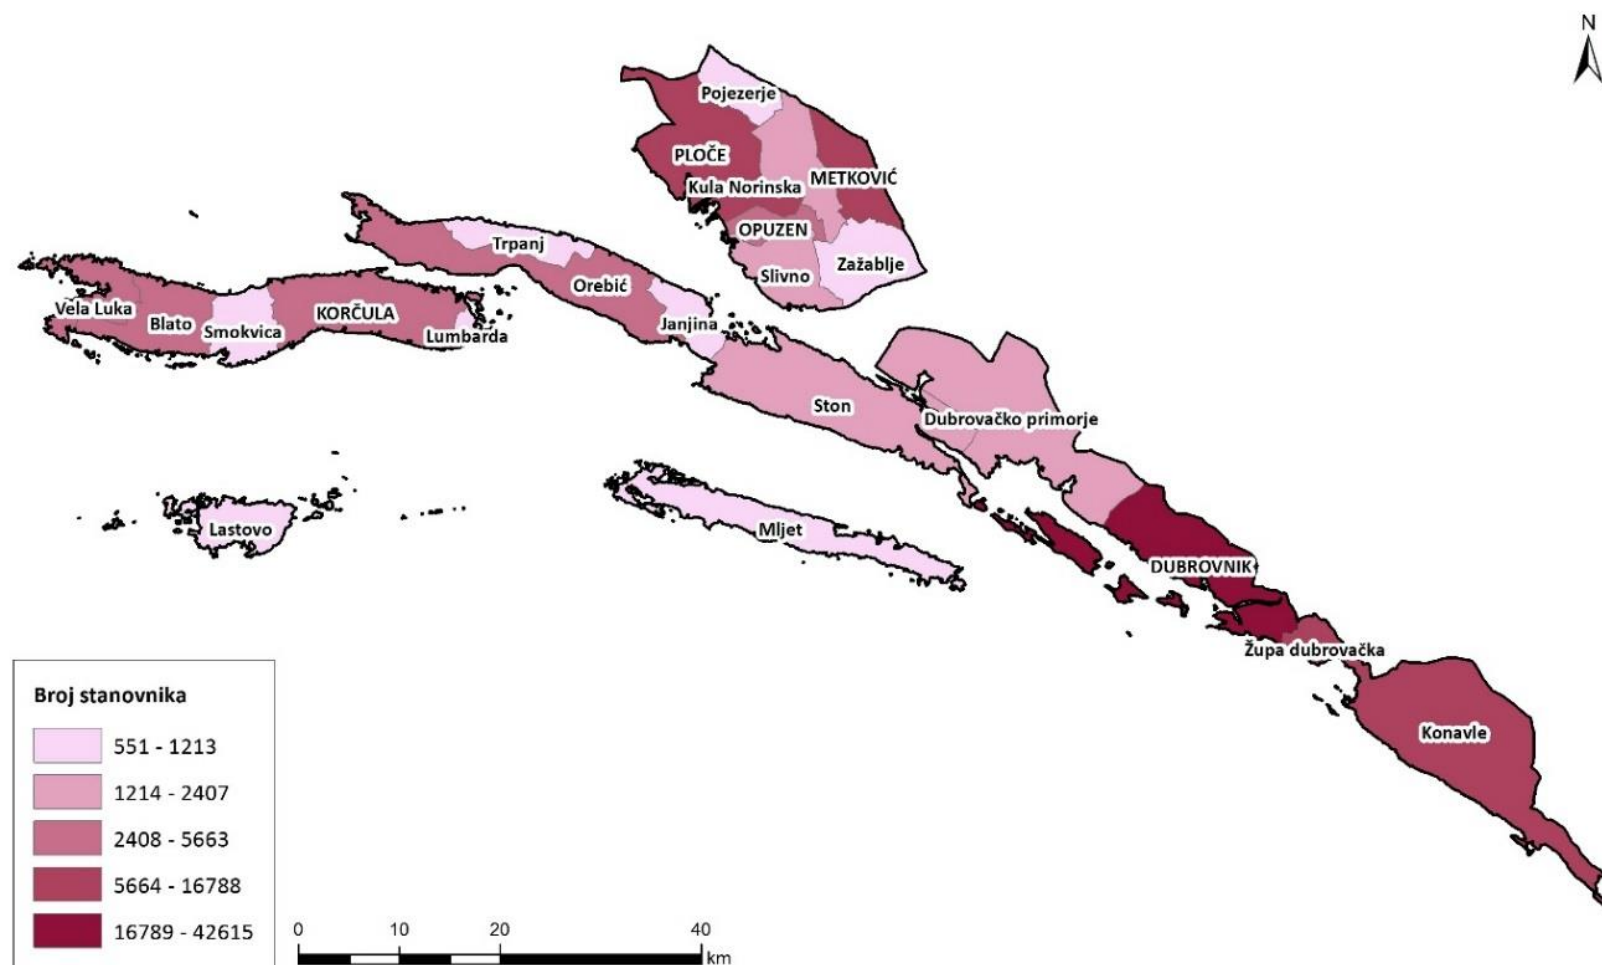 N
Pojezerje
PLOČE
METKOVIĆ
Kula Norinska
OPUZEN
Trpanj
Zažablje
Slivno
Orebić
Vela Luka
Blato
Smokvica
KORČULA
Lumbarda
Janjina
Ston
Dubrovačko primorje
Lastovo
Mljet
DUBROVNIK
Župa dubrovačka
Konavle
Broj stanovnika
551 - 1213
1214 - 2407
2408 - 5663
5664 - 16788
16789 - 42615
0 10 20 40
km